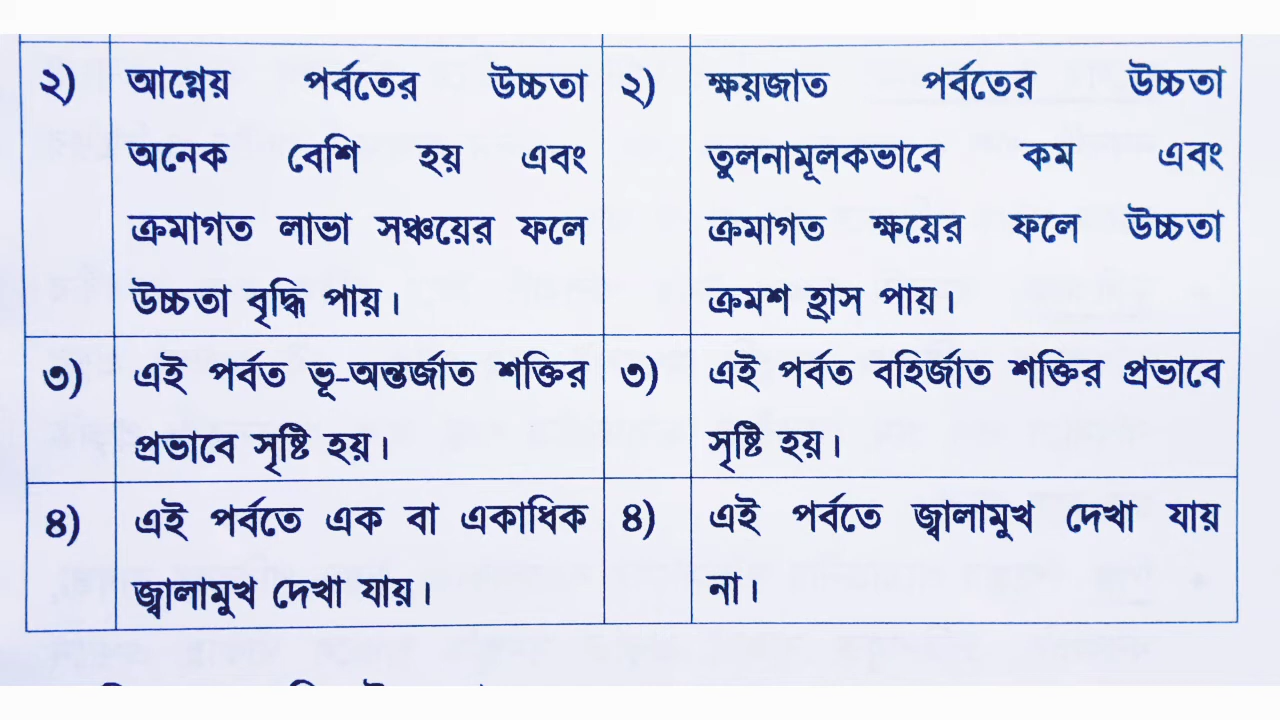 ২) আগ্নেয় পর্বতের উচ্চতা
অনেক বেশি হয় এবং
ক্রমাগত লাভা সঞ্চয়ের ফলে
উচ্চতা বৃদ্ধি পায়।
২) ক্ষয়জাত পর্বতের উচ্চতা
তুলনামূলকভাবে কম এবং
ক্রমাগত ক্ষয়ের ফলে উচ্চতা
ক্রমশ হ্রাস পায়।
৩) এই পর্বত ভূ-অন্তর্জাত শক্তির
প্রভাবে সৃষ্টি হয়।
৩) এই পর্বত বহির্জাত শক্তির প্রভাবে
সৃষ্টি হয়।
৪) এই পর্বতে এক বা একাধিক
জ্বালামুখ দেখা যায়।
৪) এই পর্বতে জ্বালামুখ দেখা যায়
না।